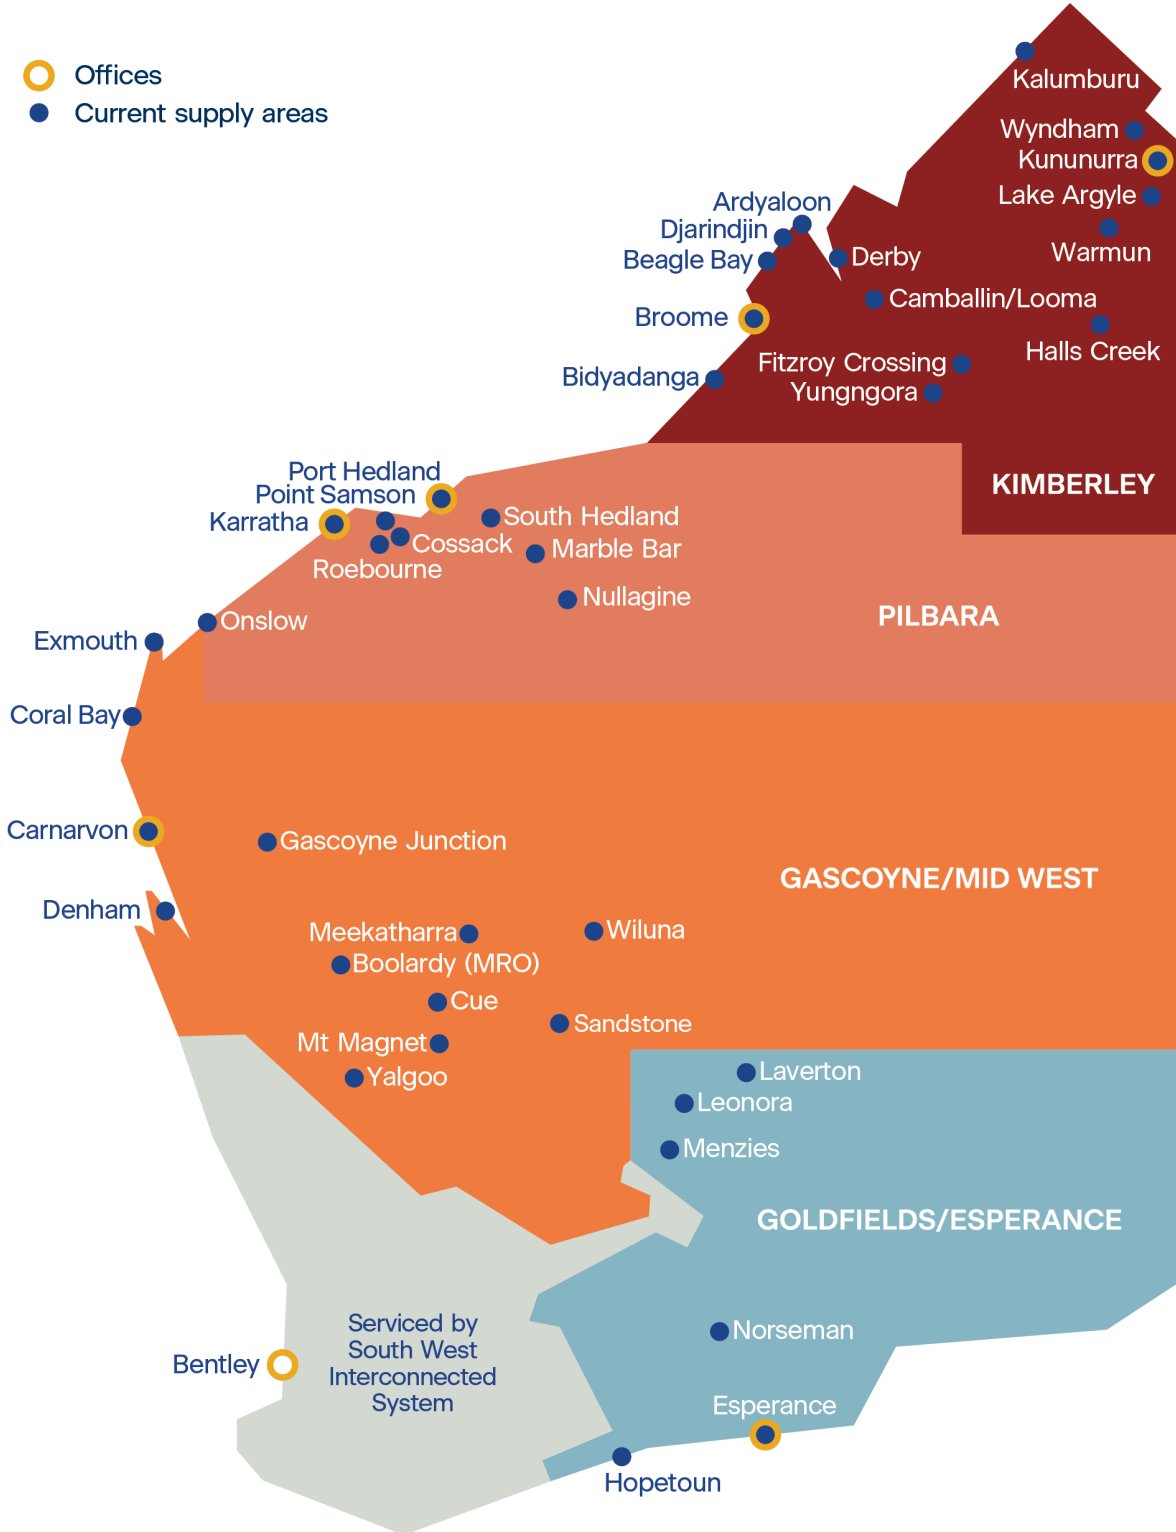 Offices
Current supply areas
Kalumburu
Wyndham
Kununurra
Lake Argyle
Warmun
Ardyaloon
Djarindjin
Beagle Bay
Derby
Camballin/Looma
Broome
Halls Creek
Fitzroy Crossing
Bidyadanga
Yungngora
KIMBERLEY
Port Hedland
Point Samson
Karratha
South Hedland
Cossack
Marble Bar
Roebourne
Nullagine
PILBARA
Onslow
Exmouth
Coral Bay
Carnarvon
Gascoyne Junction
GASCOYNE/MID WEST
Denham
Meekatharra
Wiluna
Boolardy (MRO)
Cue
Sandstone
Mt Magnet
Yalgoo
Laverton
Leonora
Menzies
GOLDFIELDS/ESPERANCE
Serviced by
South West
Interconnected
System
Norseman
Bentley
Esperance
Hopetoun